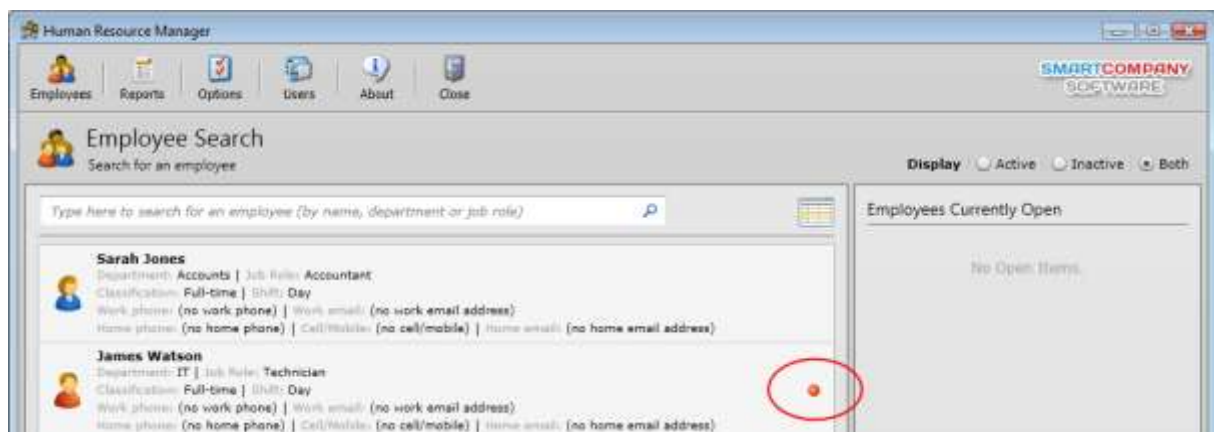 Human Resource Manager
Employees Reports Options Users About Close
SMARTCOMPANY
SOFTWARE
Employee Search
Search for an employee
Display Active Inactive Both
Type here to search for an employee (by name, department or job role)
Employees Currently Open
No Open Items.
Sarah Jones
Department: Accounts | Job Role: Accountant
Classification: Full-time | Shift: Day
Work phone: (no work phone) | Work email: (no work email address)
Home phone: (no home phone) | Cell/Mobile: (no cell/mobile) | Home email: (no home email address)
James Watson
Department: IT | Job Role: Technician
Classification: Full-time | Shift: Day
Work phone: (no work phone) | Work email: (no work email address)
Home phone: (no home phone) | Cell/Mobile: (no cell/mobile) | Home email: (no home email address)